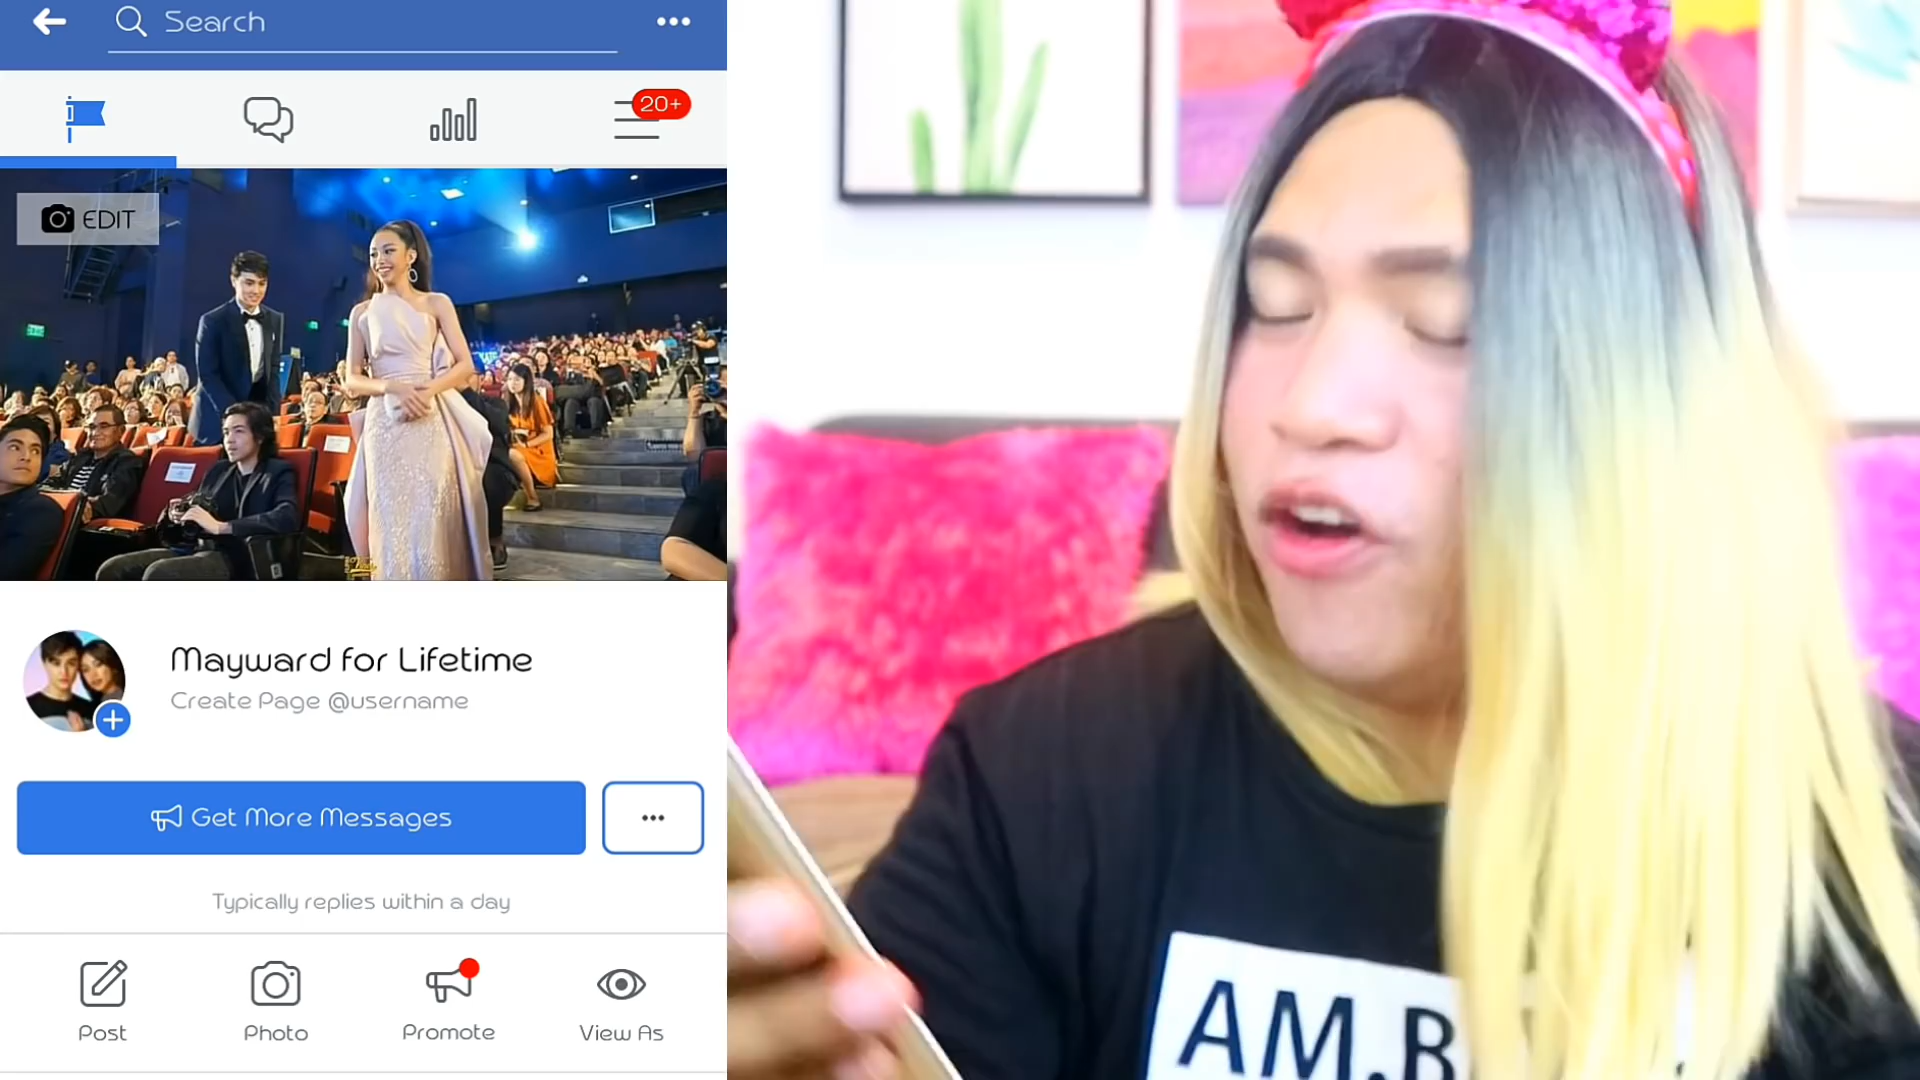 Search
20+
EDIT
Mayward for Lifetime
Create Page @username
Get More Messages
Typically replies within a day
Post
Photo
Promote
View As
AM.B